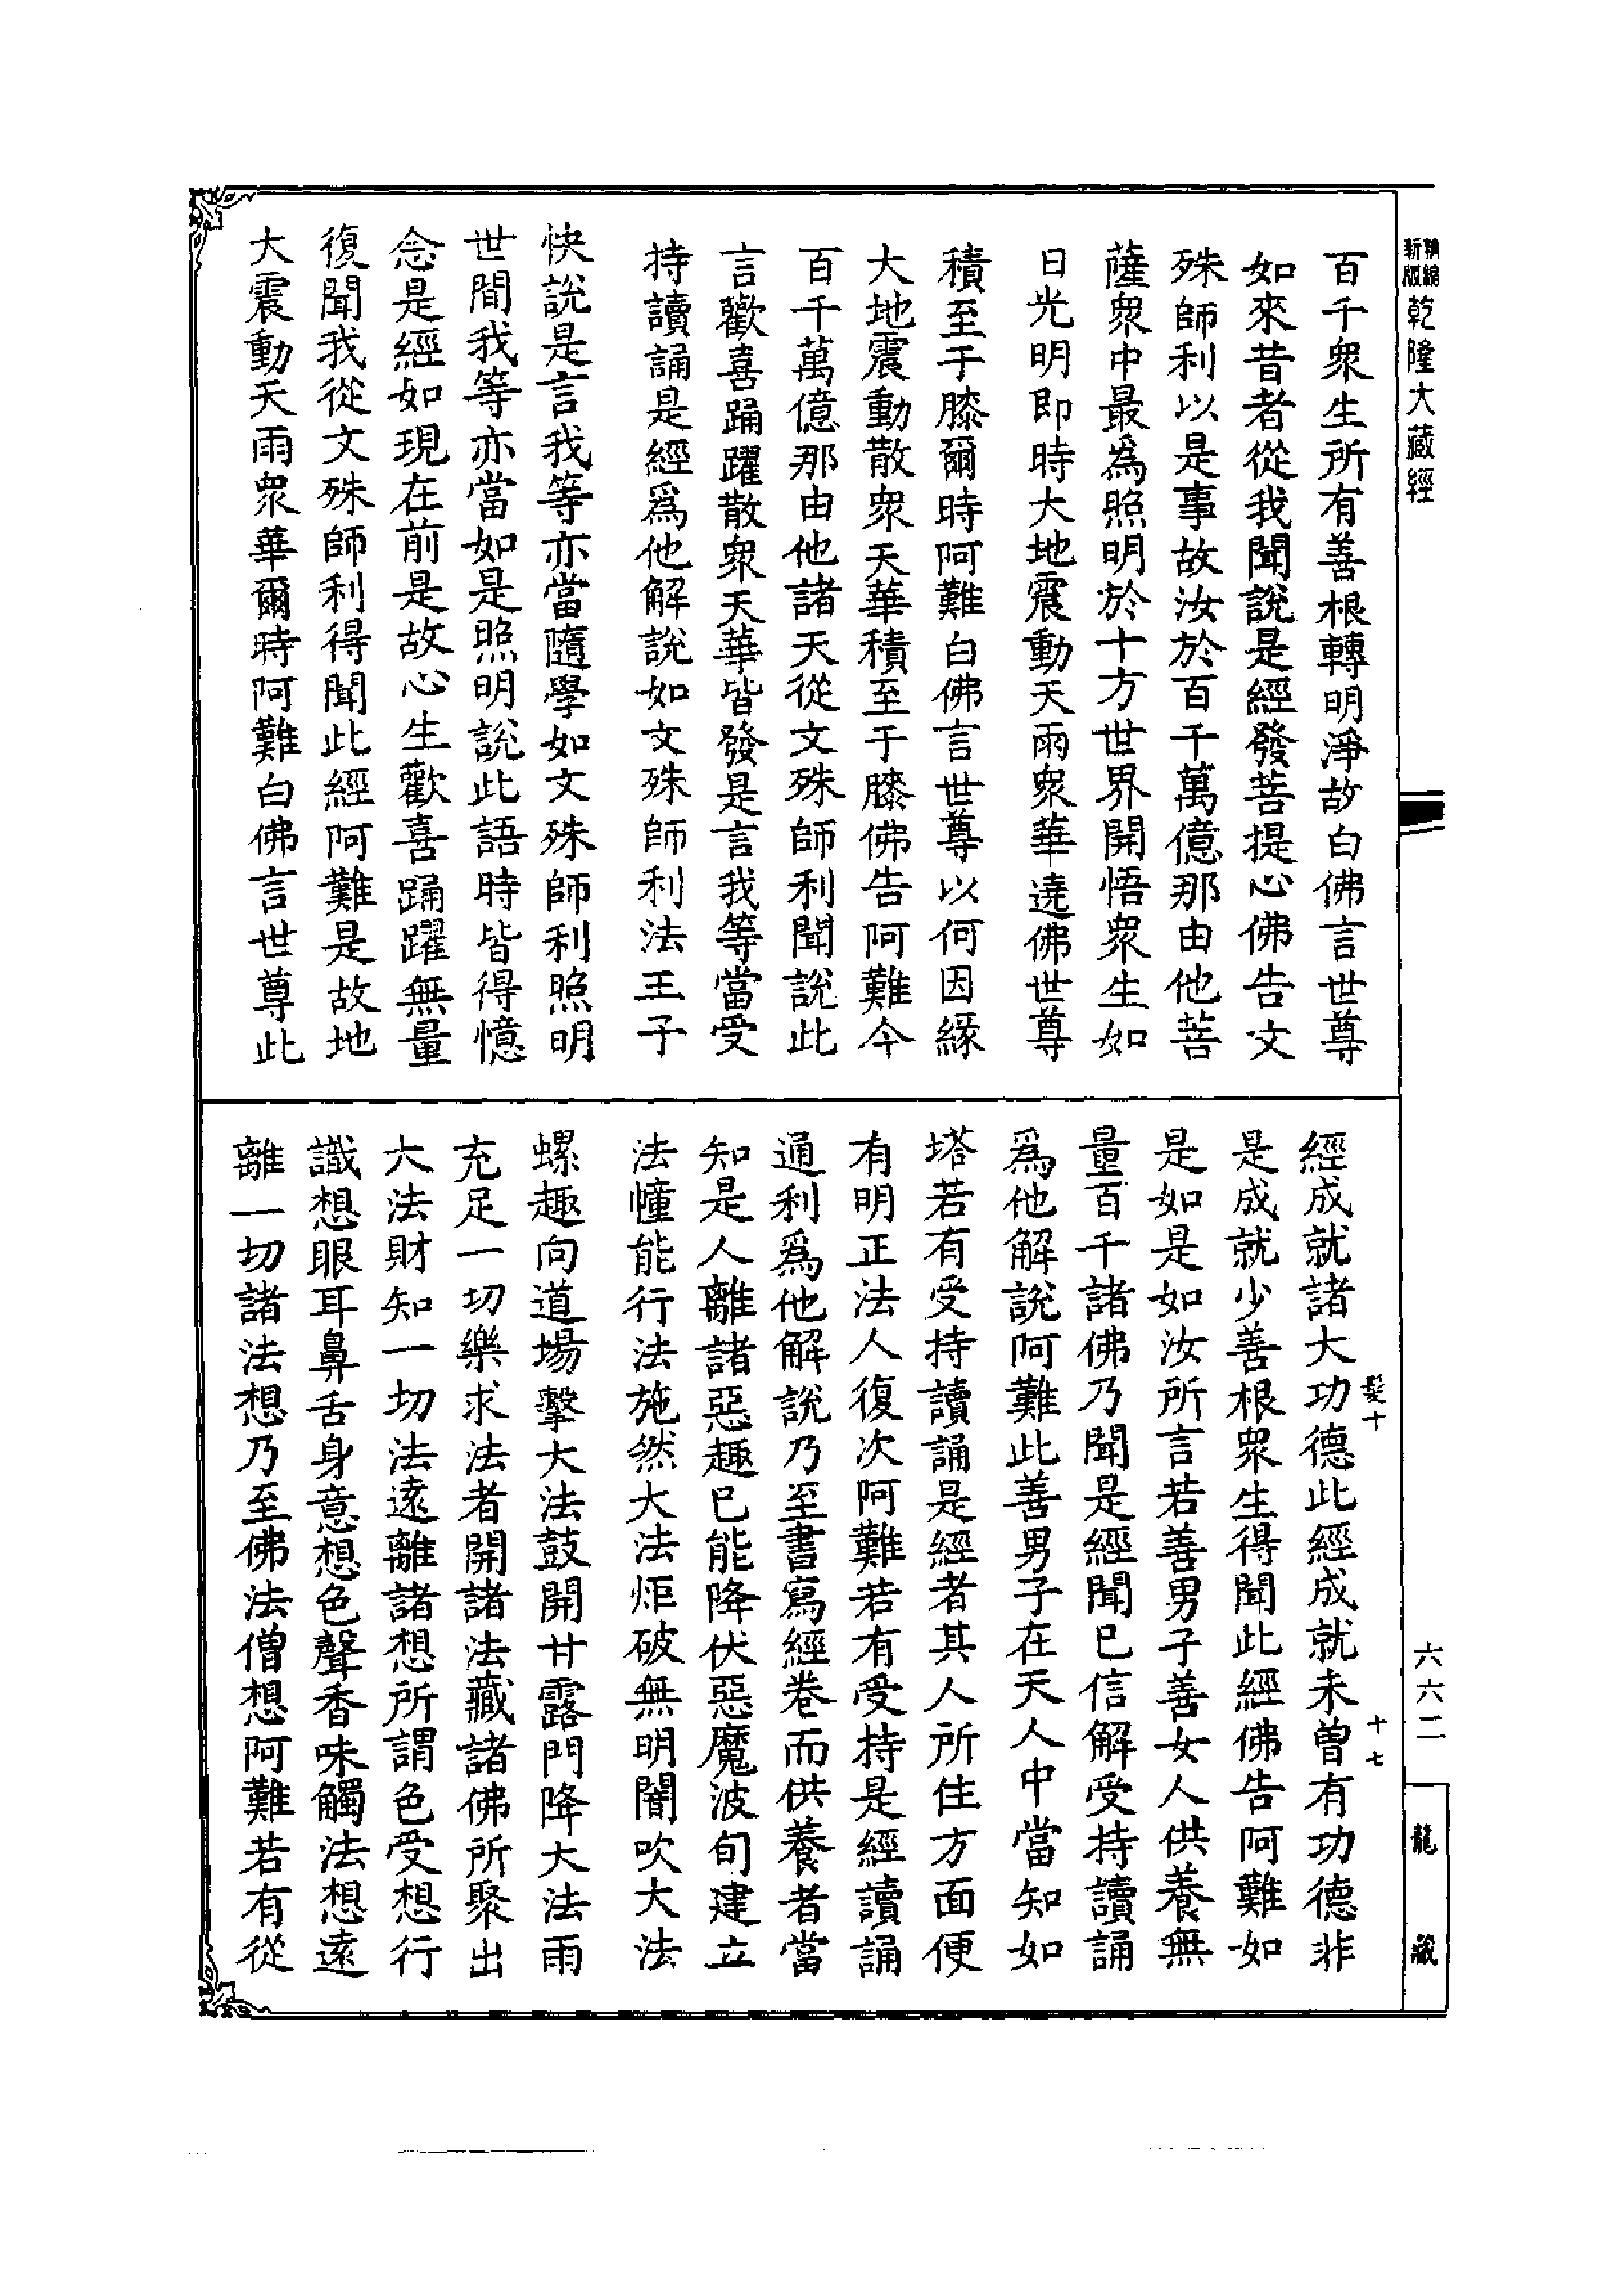 精縮
新版
乾隆大藏經
百千衆生所有善根轉明淨故白佛言世尊
如來昔者從我聞說是經發菩提心佛告文
殊師利以是事故汝於百千萬億那由他菩
薩衆中最爲照明於十方世界開悟衆生如
日光明即時大地震動天雨衆華遶佛世尊
積至于膝爾時阿難白佛言世尊以何因緣
大地震動散衆天華積至于膝佛告阿難今
百千萬億那由他諸天從文殊師利聞說此
言歡喜踊躍散衆天華皆發是言我等當受
持讀誦是經爲他解說如文殊師利法王子
快說是言我等亦當隨學如文殊師利照明
世間我等亦當如是照明說此語時皆得憶
念是經如現在前是故心生歡喜踊躍無量
復聞我從文殊師利得聞此經阿難是故地
大震動天雨衆華爾時阿難白佛言世尊此
髮十
十七
經成就諸大功德此經成就未曾有功德非
是成就少善根衆生得聞此經佛告阿難如
是如是如汝所言若善男子善女人供養無
量百千諸佛乃聞是經聞已信解受持讀誦
爲他解說阿難此善男子在天人中當知如
塔若有受持讀誦是經者其人所住方面便
有明正法人復次阿難若有受持是經讀誦
通利爲他解說乃至書寫經卷而供養者當
知是人離諸惡趣已能降伏惡魔波旬建立
法幢能行法施然大法炬破無明闇吹大法
螺趣向道場擊大法鼓開甘露門降大法雨
充足一切樂求法者開諸法藏諸佛所聚出
大法財知一切法遠離諸想所謂色受想行
識想眼耳鼻舌身意想色聲香味觸法想遠
離一切諸法想乃至佛法僧想阿難若有從
六六二
龍藏